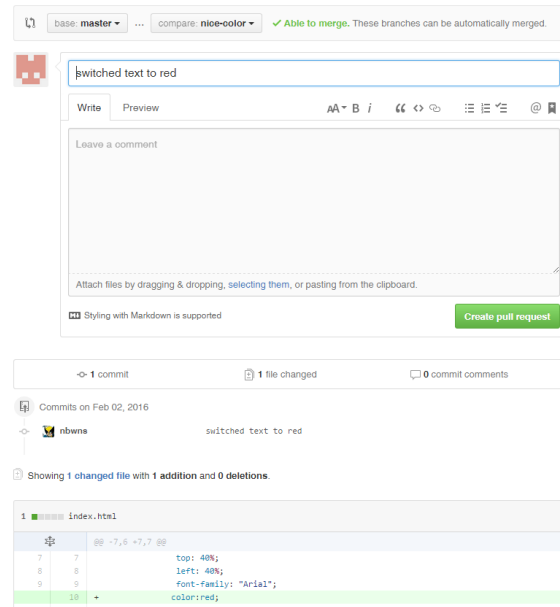 base: master ... compare: nice-color ✓ Able to merge. These branches can be automatically merged.
switched text to red
Write Preview AA B i “ <> @
Leave a comment
Attach files by dragging & dropping, selecting them, or pasting from the clipboard.
Styling with Markdown is supported Create pull request
1 commit 1 file changed 0 commit comments
Commits on Feb 02, 2016
nbwns switched text to red
Showing 1 changed file with 1 addition and 0 deletions.
1 index.html
@@ -7,6 +7,7 @@
7 7 top: 40%;
8 8 left: 40%;
9 9 font-family: "Arial";
10 + color:red;